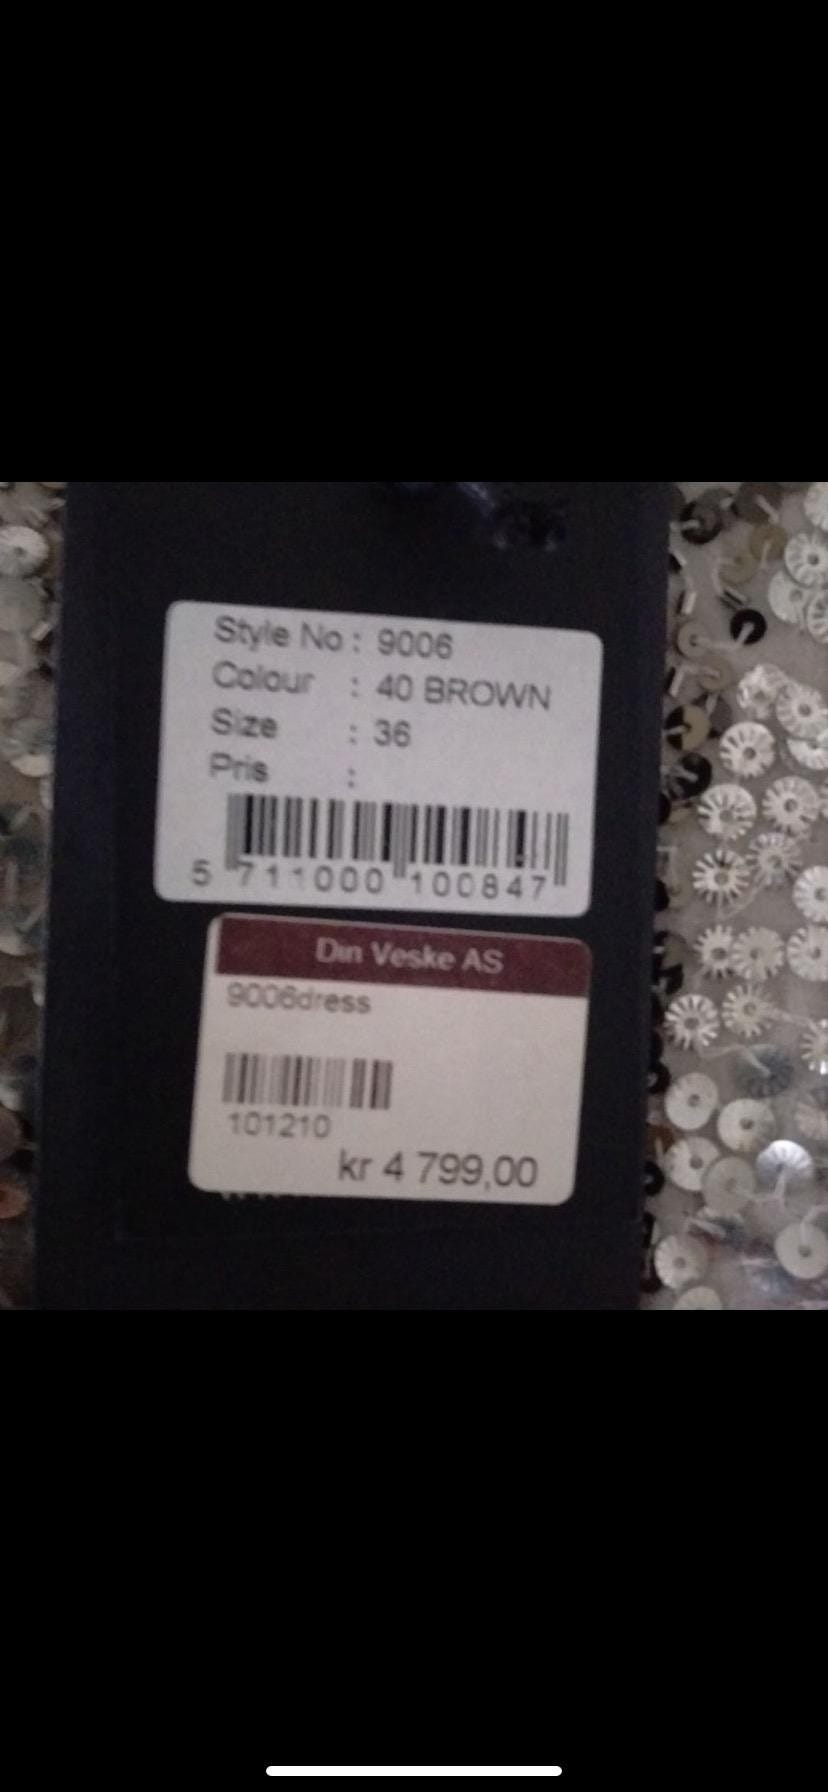 Style No : 9006
Colour : 40 BROWN
Size : 36
Pris :
5 711000 100847
Din Veske AS
9006dress
101210
kr 4 799,00